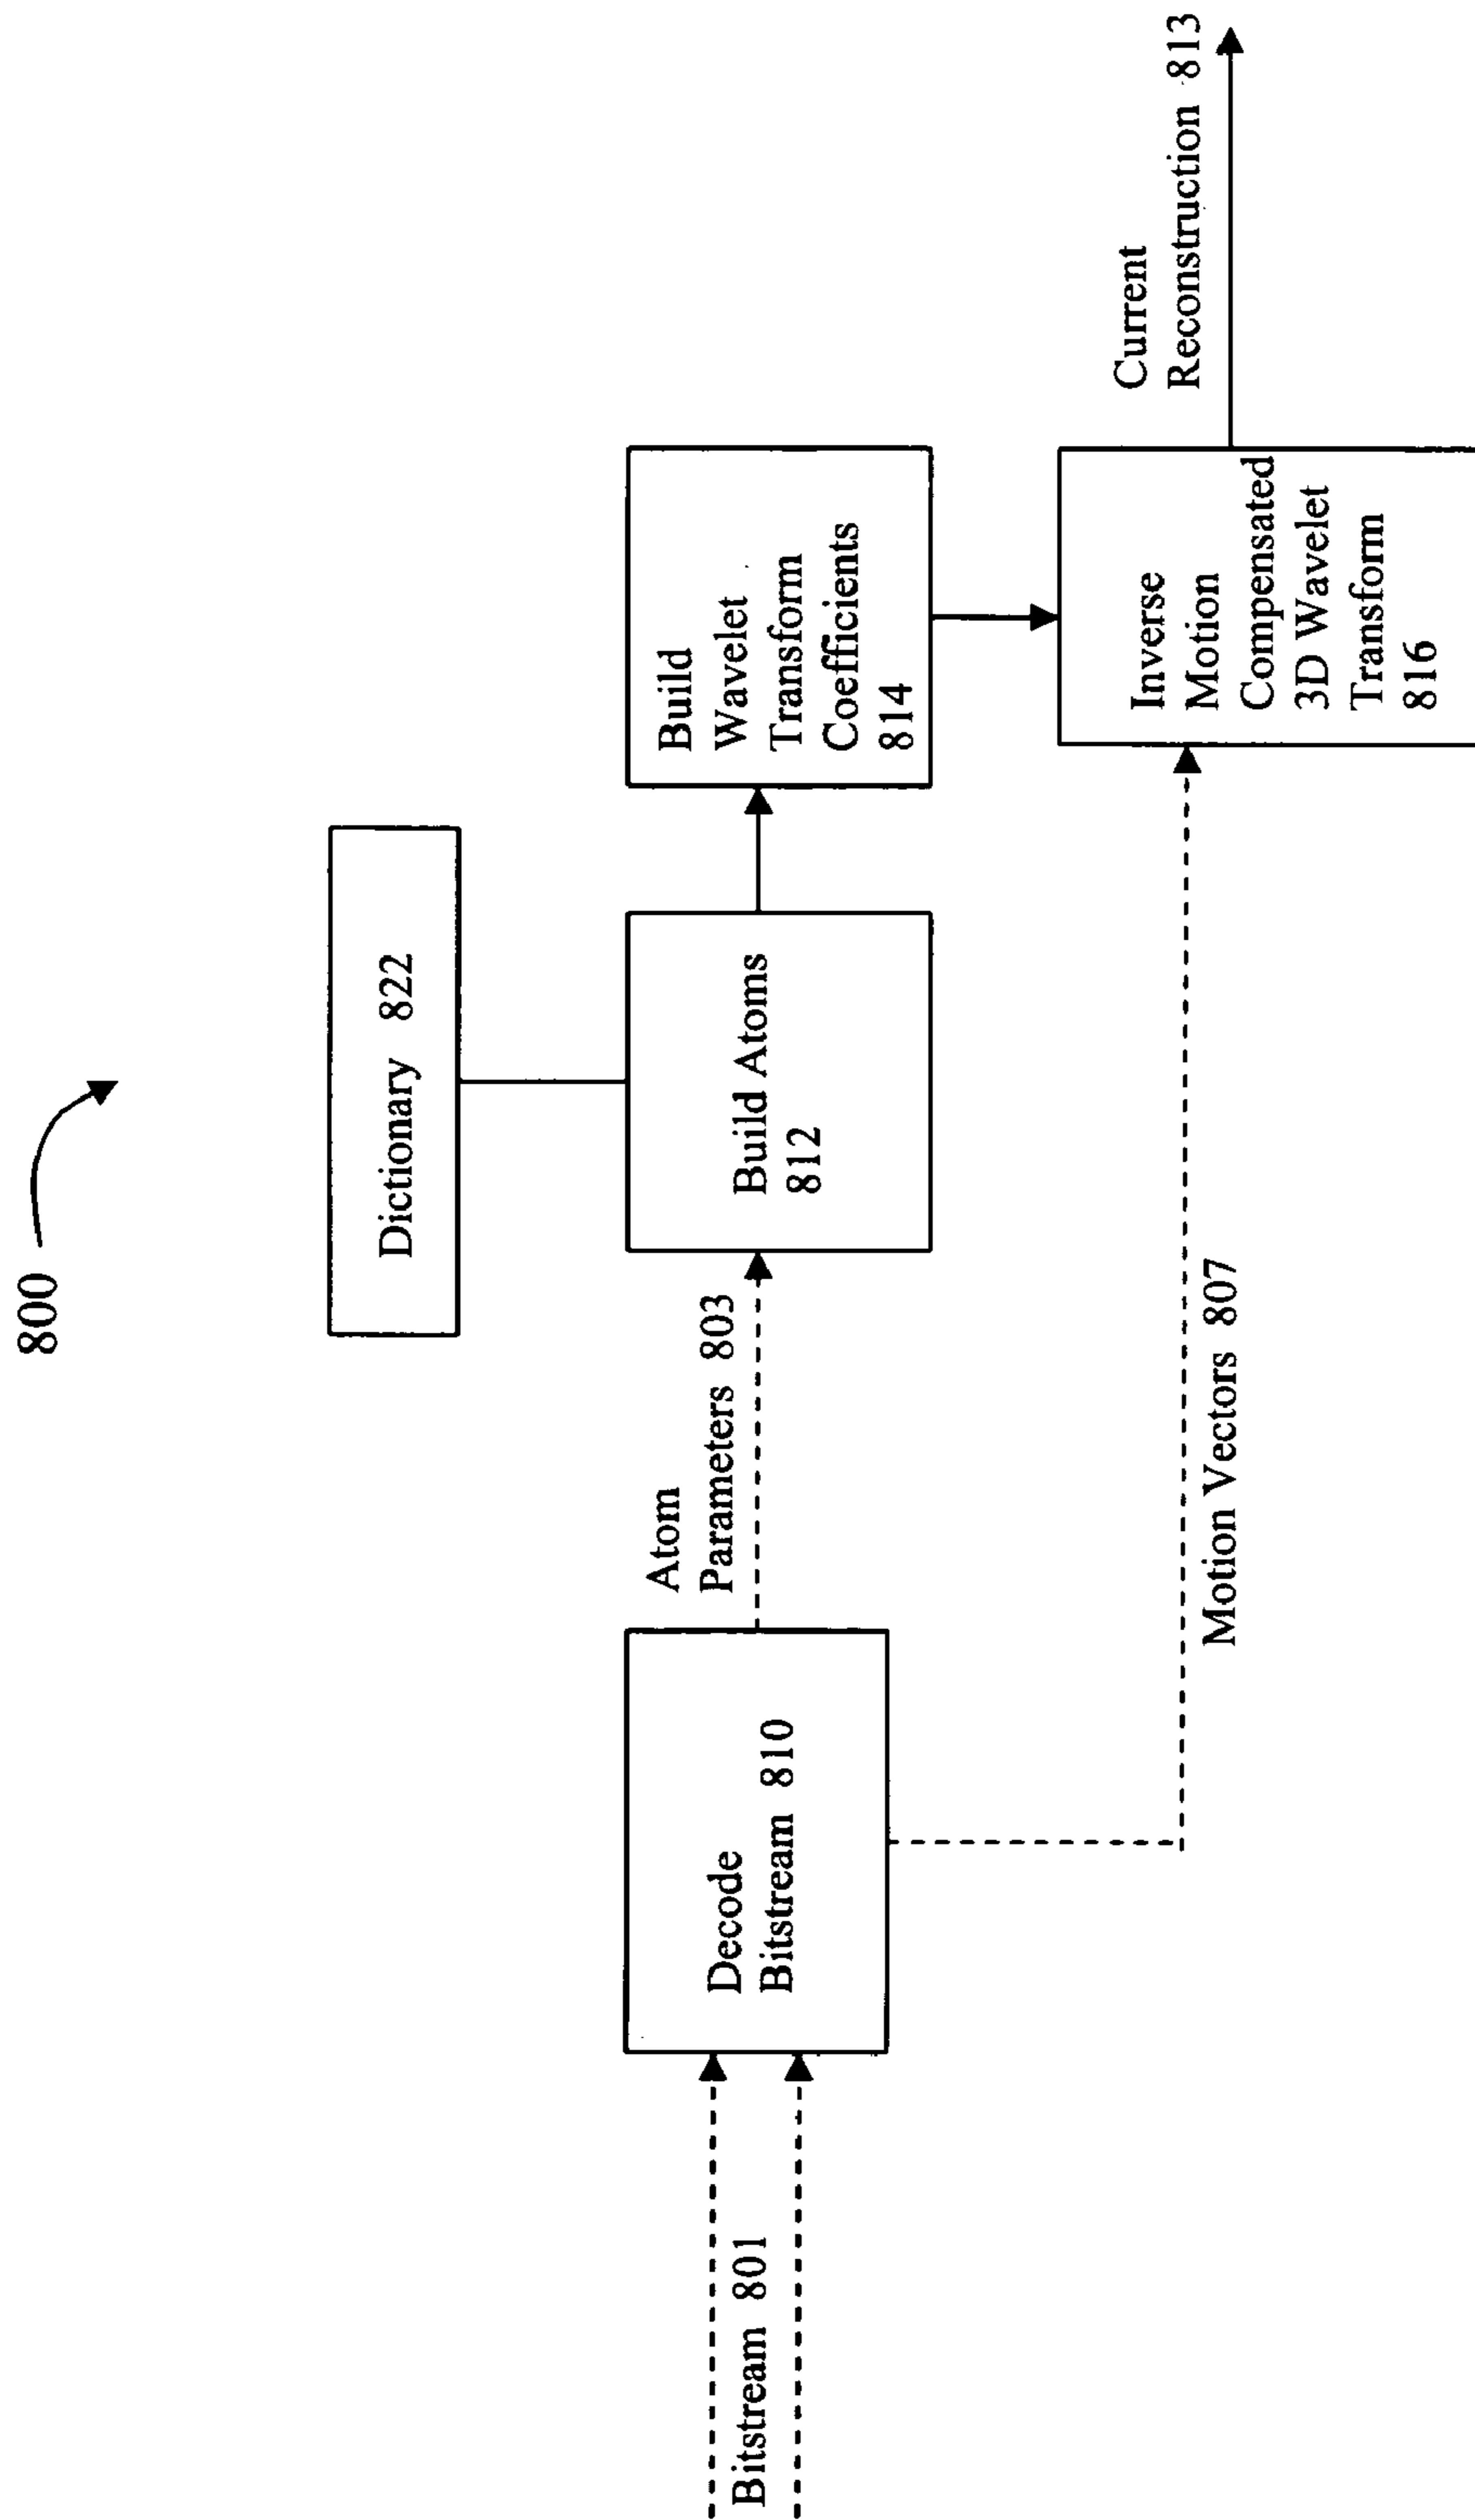 800
Dictionary 822
Bitstream 801
Decode
Bitstream 810
Atom
Parameters 803
Build Atoms
812
Build
Wavelet
Transform
Coefficients
814
Motion Vectors 807
Inverse
Motion
Compensated
3D Wavelet
Transform
816
Current
Reconstruction 813